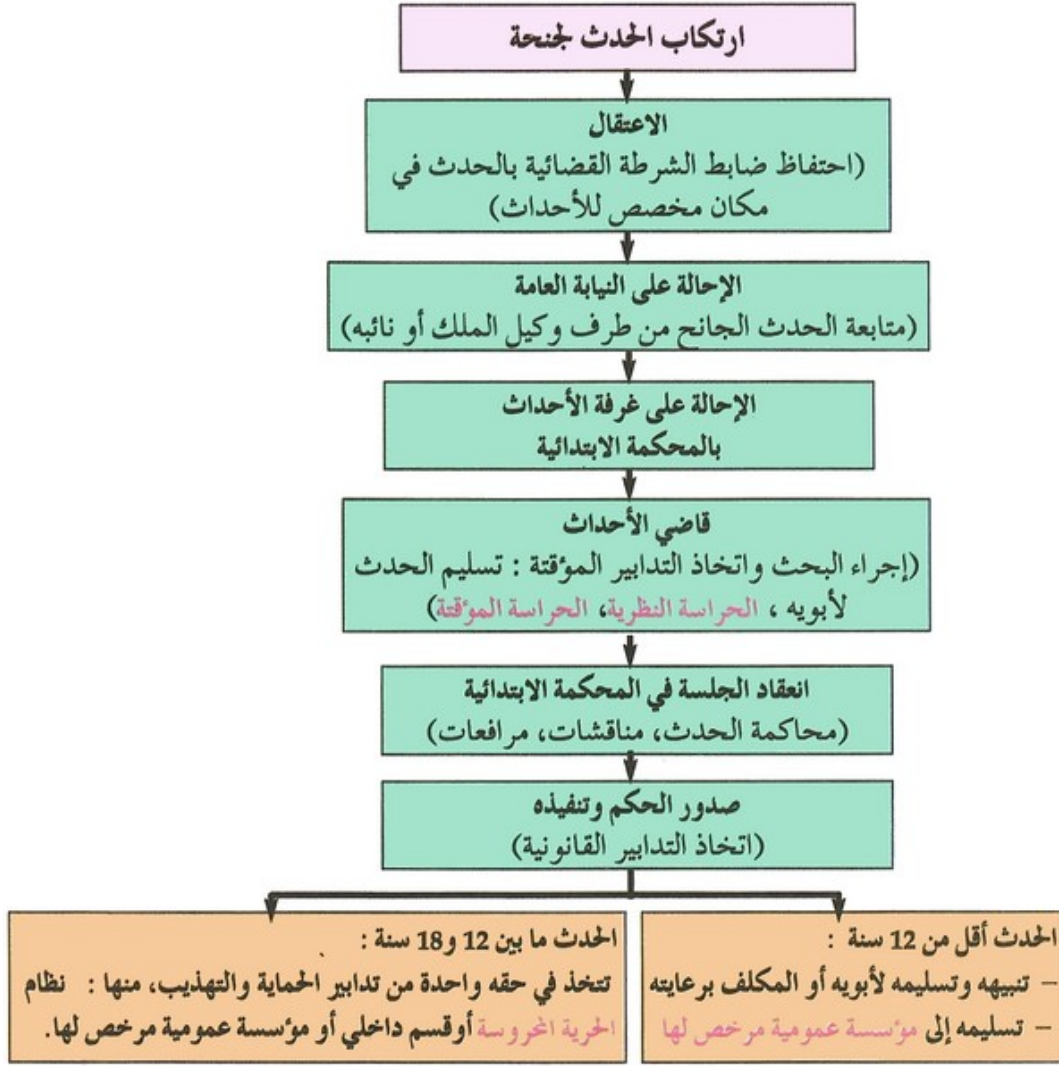 ارتكاب الحدث لجنحة
الاعتقال
(احتفاظ ضابط الشرطة القضائية بالحدث في
مكان مخصص للأحداث)
الإحالة على النيابة العامة
(متابعة الحدث الجانح من طرف وكيل الملك أو نائبه)
الإحالة على غرفة الأحداث
بالمحكمة الابتدائية
قاضي الأحداث
(إجراء البحث واتخاذ التدابير المؤقتة : تسليم الحدث
لأبويه ، الحراسة النظرية، الحراسة المؤقتة)
انعقاد الجلسة في المحكمة الابتدائية
(محاكمة الحدث، مناقشات، مرافعات)
صدور الحكم وتنفيذه
(اتخاذ التدابير القانونية)
الحدث أقل من 12 سنة :
– تنبيهه وتسليمه لأبويه أو المكلف برعايته
– تسليمه إلى مؤسسة عمومية مرخص لها
الحدث ما بين 12 و18 سنة :
تتخذ في حقه واحدة من تدابير الحماية والتهذيب، منها : نظام
الحرية المحروسة أوقسم داخلي أو مؤسسة عمومية مرخص لها.